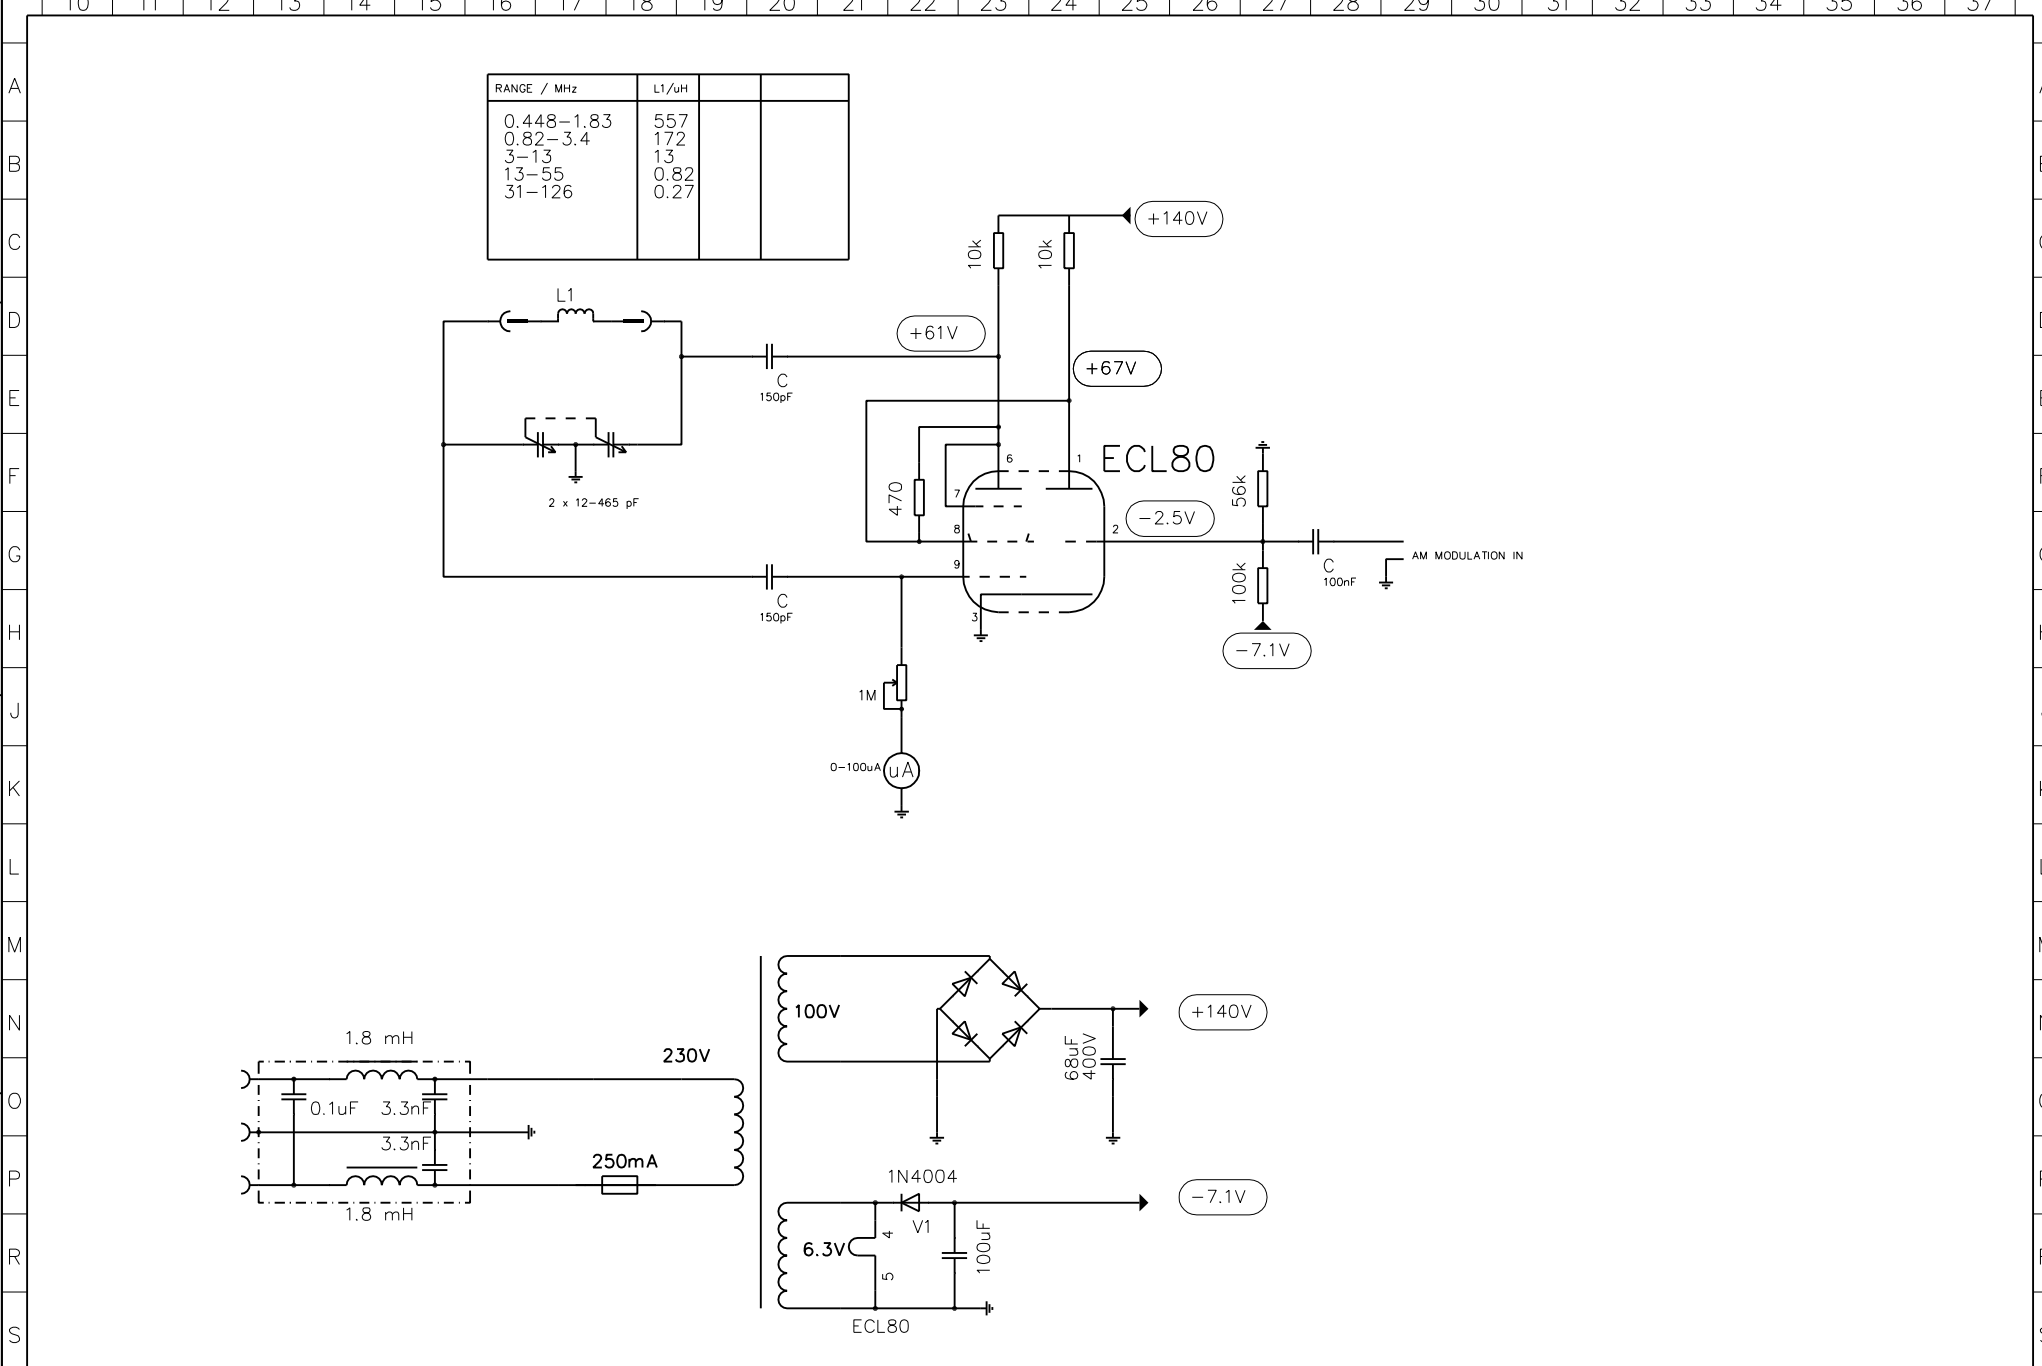 10 11 12 13 14 15 16 17 18 19 20 21 22 23 24 25 26 27 28 29 30 31 32 33 34 35 36 37
A
B
C
D
E
F
G
H
J
K
L
M
N
O
P
R
S
RANGE / MHz L1/uH
0.448-1.83 557
0.82-3.4 172
3-13 13
13-55 0.82
31-126 0.27
+140V
10k 10k
L1
+61V
+67V
C
150pF
ECL80
6 1
7
8
9
2
3
470
2 x 12-465 pF
-2.5V
56k
100k
C
100nF
AM MODULATION IN
C
150pF
-7.1V
1M
0-100uA uA
100V
+140V
68uF
400V
1.8 mH
230V
0.1uF 3.3nF
3.3nF
250mA
1.8 mH
1N4004
V1
-7.1V
6.3V
4
5
100uF
ECL80